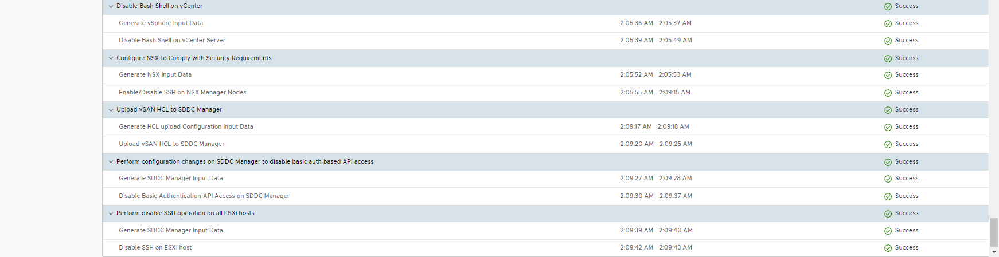 Disable Bash Shell on vCenter Success
Generate vSphere Input Data 2:05:36 AM 2:05:37 AM Success
Disable Bash Shell on vCenter Server 2:05:39 AM 2:05:49 AM Success
Configure NSX to Comply with Security Requirements Success
Generate NSX Input Data 2:05:52 AM 2:05:53 AM Success
Enable/Disable SSH on NSX Manager Nodes 2:05:55 AM 2:09:15 AM Success
Upload vSAN HCL to SDDC Manager Success
Generate HCL upload Configuration Input Data 2:09:17 AM 2:09:18 AM Success
Upload vSAN HCL to SDDC Manager 2:09:20 AM 2:09:25 AM Success
Perform configuration changes on SDDC Manager to disable basic auth based API access Success
Generate SDDC Manager Input Data 2:09:27 AM 2:09:28 AM Success
Disable Basic Authentication API Access on SDDC Manager 2:09:30 AM 2:09:37 AM Success
Perform disable SSH operation on all ESXi hosts Success
Generate SDDC Manager Input Data 2:09:39 AM 2:09:40 AM Success
Disable SSH on ESXi host 2:09:42 AM 2:09:43 AM Success